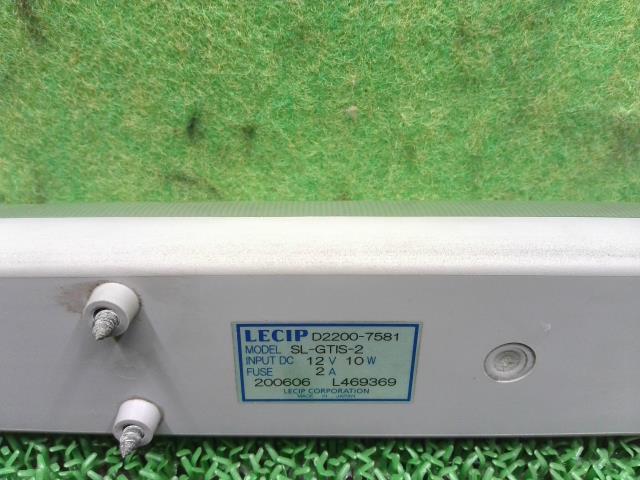 LECIP D2200-7581
MODEL SL-GTIS-2
INPUT DC 12 V 10 W
FUSE 2 A
200606 L469369
LECIP CORPORATION
MADE IN JAPAN